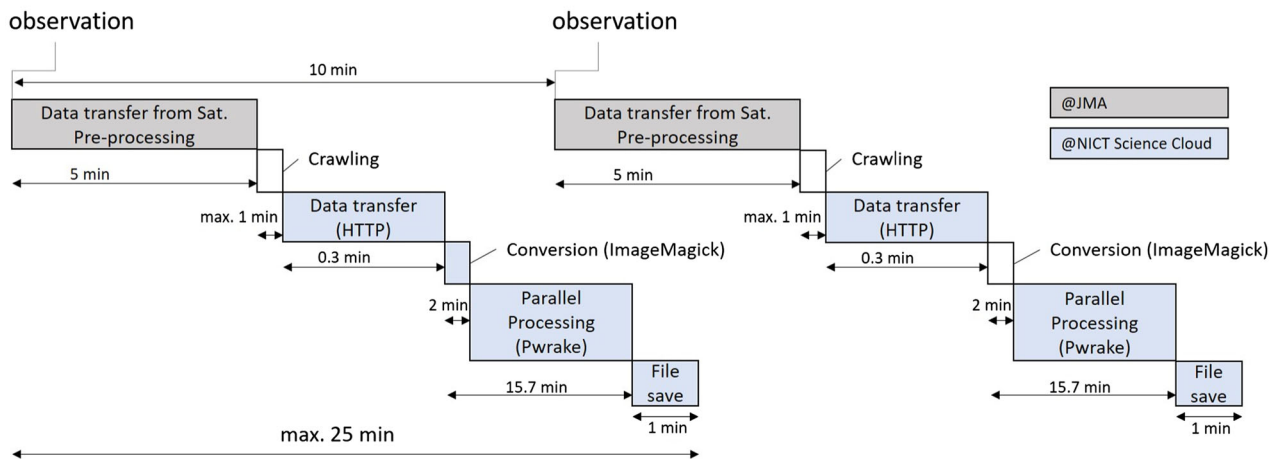 observation
observation
10 min
Data transfer from Sat.
Pre-processing
Data transfer from Sat.
Pre-processing
@JMA
@NICT Science Cloud
Crawling
Crawling
5 min
5 min
max. 1 min
Data transfer
(HTTP)
max. 1 min
Data transfer
(HTTP)
0.3 min
Conversion (ImageMagick)
0.3 min
Conversion (ImageMagick)
2 min
Parallel
Processing
(Pwrake)
2 min
Parallel
Processing
(Pwrake)
15.7 min
File
save
15.7 min
File
save
1 min
1 min
max. 25 min